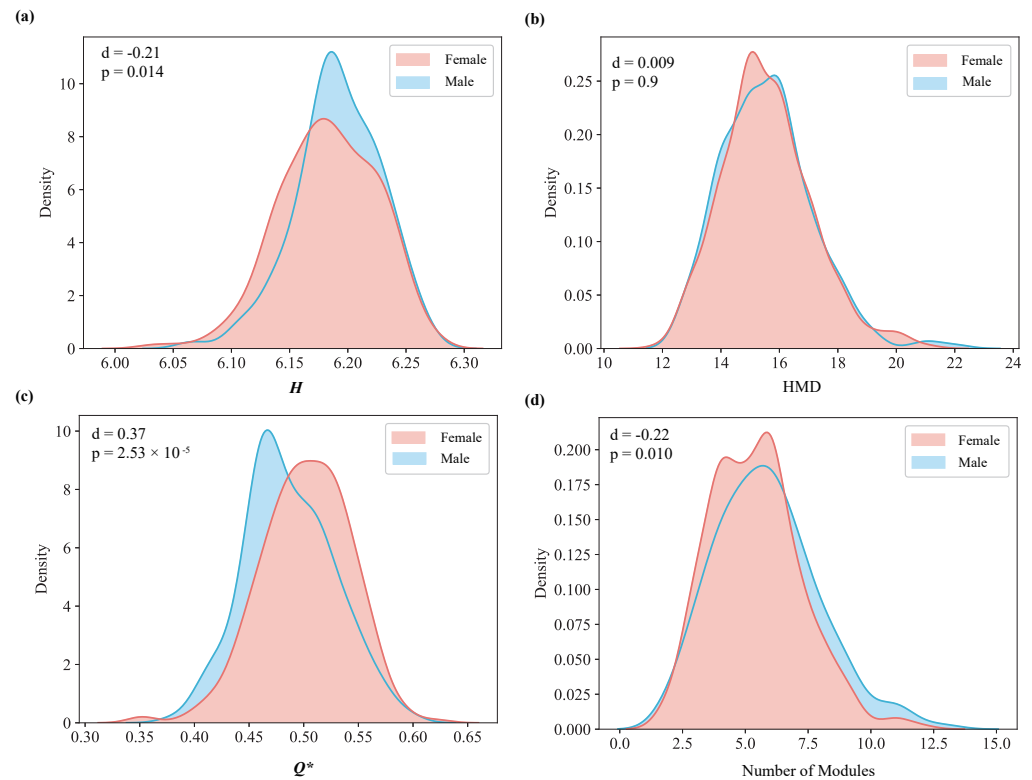 (a)
d = -0.21
p = 0.014
Female
Male
Density
10
8
6
4
2
0
6.00 6.05 6.10 6.15 6.20 6.25 6.30
H
(b)
d = 0.009
p = 0.9
Female
Male
Density
0.25
0.20
0.15
0.10
0.05
0.00
10 12 14 16 18 20 22 24
HMD
(c)
d = 0.37
p = 2.53 × 10⁻⁵
Female
Male
Density
10
8
6
4
2
0
0.30 0.35 0.40 0.45 0.50 0.55 0.60 0.65
Q*
(d)
d = -0.22
p = 0.010
Female
Male
Density
0.200
0.175
0.150
0.125
0.100
0.075
0.050
0.025
0.000
0.0 2.5 5.0 7.5 10.0 12.5 15.0
Number of Modules